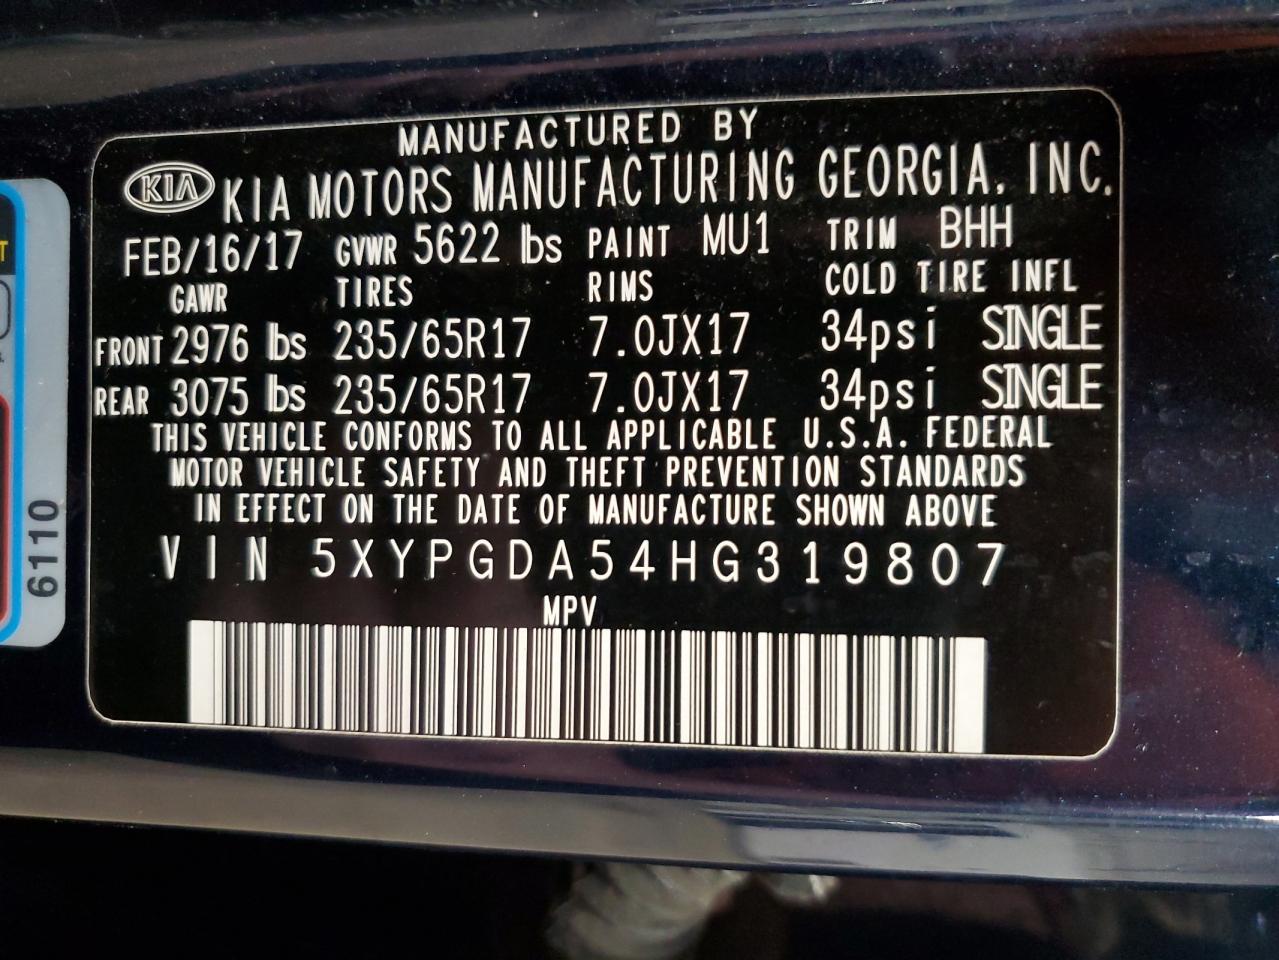 MANUFACTURED BY
KIA KIA MOTORS MANUFACTURING GEORGIA, INC.
FEB/16/17 GVWR 5622 lbs PAINT MU1 TRIM BHH
GAWR TIRES RIMS COLD TIRE INFL
FRONT 2976 lbs 235/65R17 7.0JX17 34psi SINGLE
REAR 3075 lbs 235/65R17 7.0JX17 34psi SINGLE
THIS VEHICLE CONFORMS TO ALL APPLICABLE U.S.A. FEDERAL
MOTOR VEHICLE SAFETY AND THEFT PREVENTION STANDARDS
IN EFFECT ON THE DATE OF MANUFACTURE SHOWN ABOVE
VIN 5XYPGDA54HG319807
MPV
6110